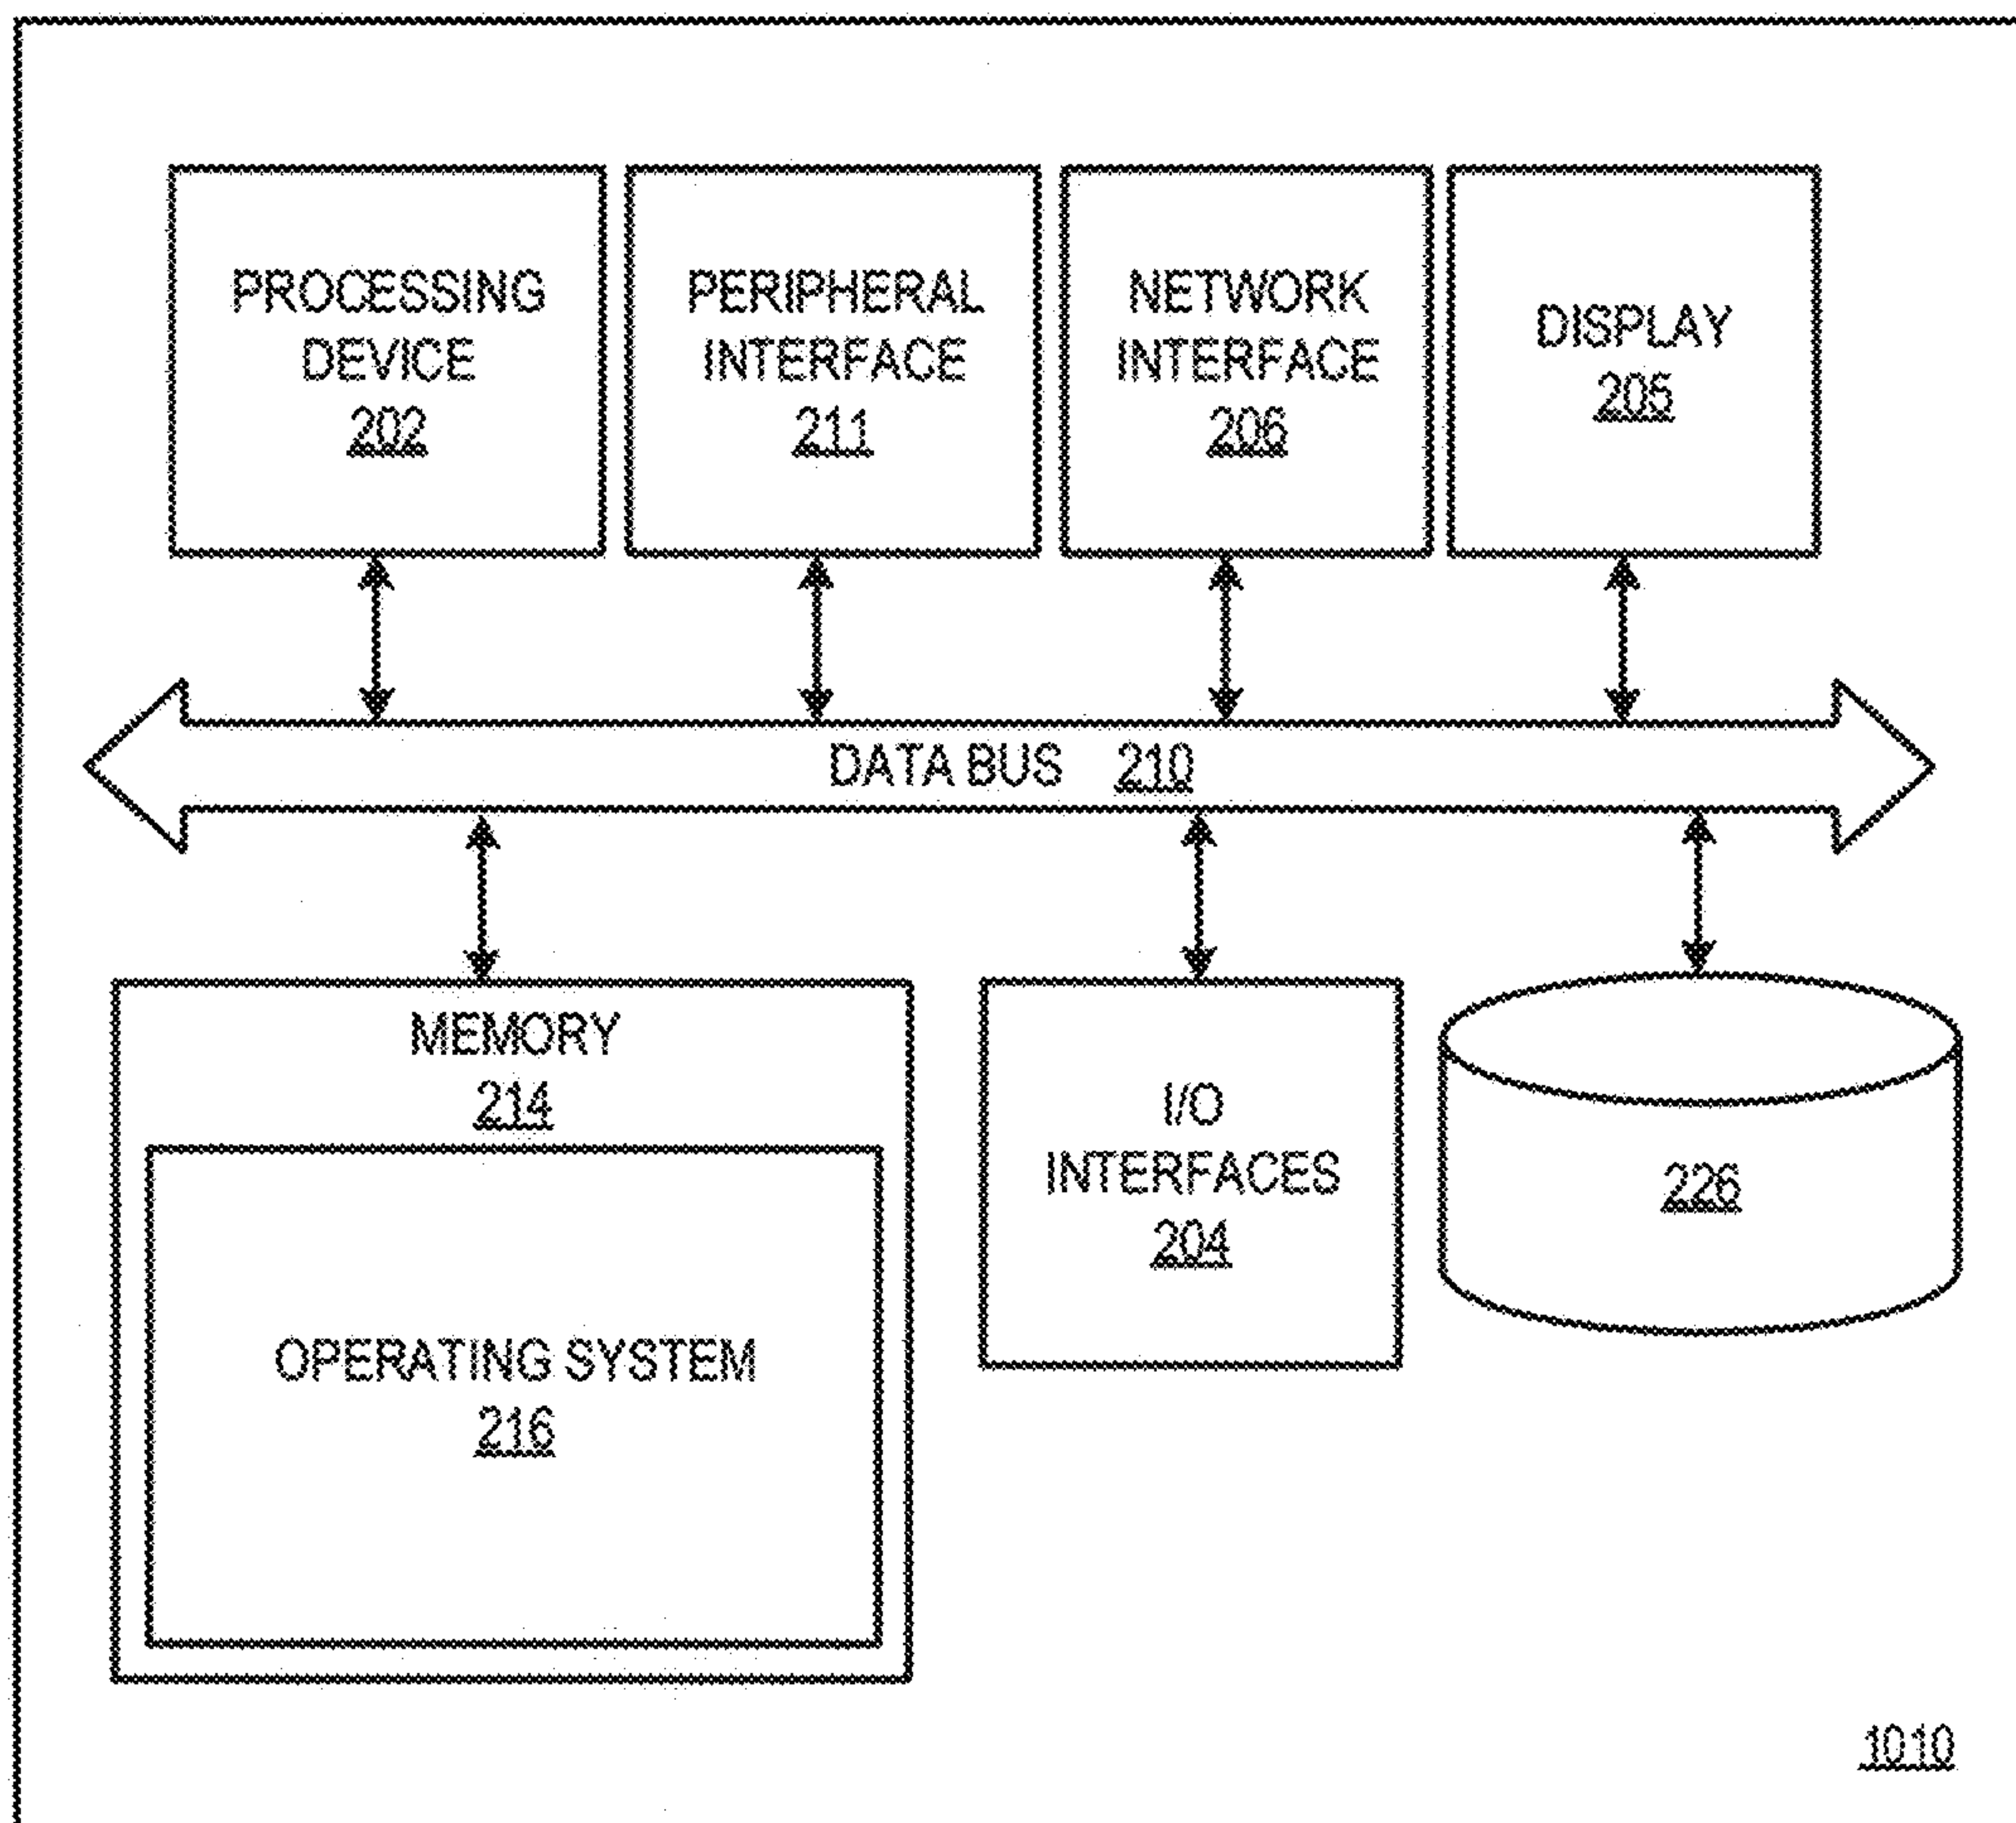 PROCESSING
DEVICE
202
PERIPHERAL
INTERFACE
211
NETWORK
INTERFACE
206
DISPLAY
205
DATA BUS 210
MEMORY
214
OPERATING SYSTEM
216
I/O
INTERFACES
204
226
1010